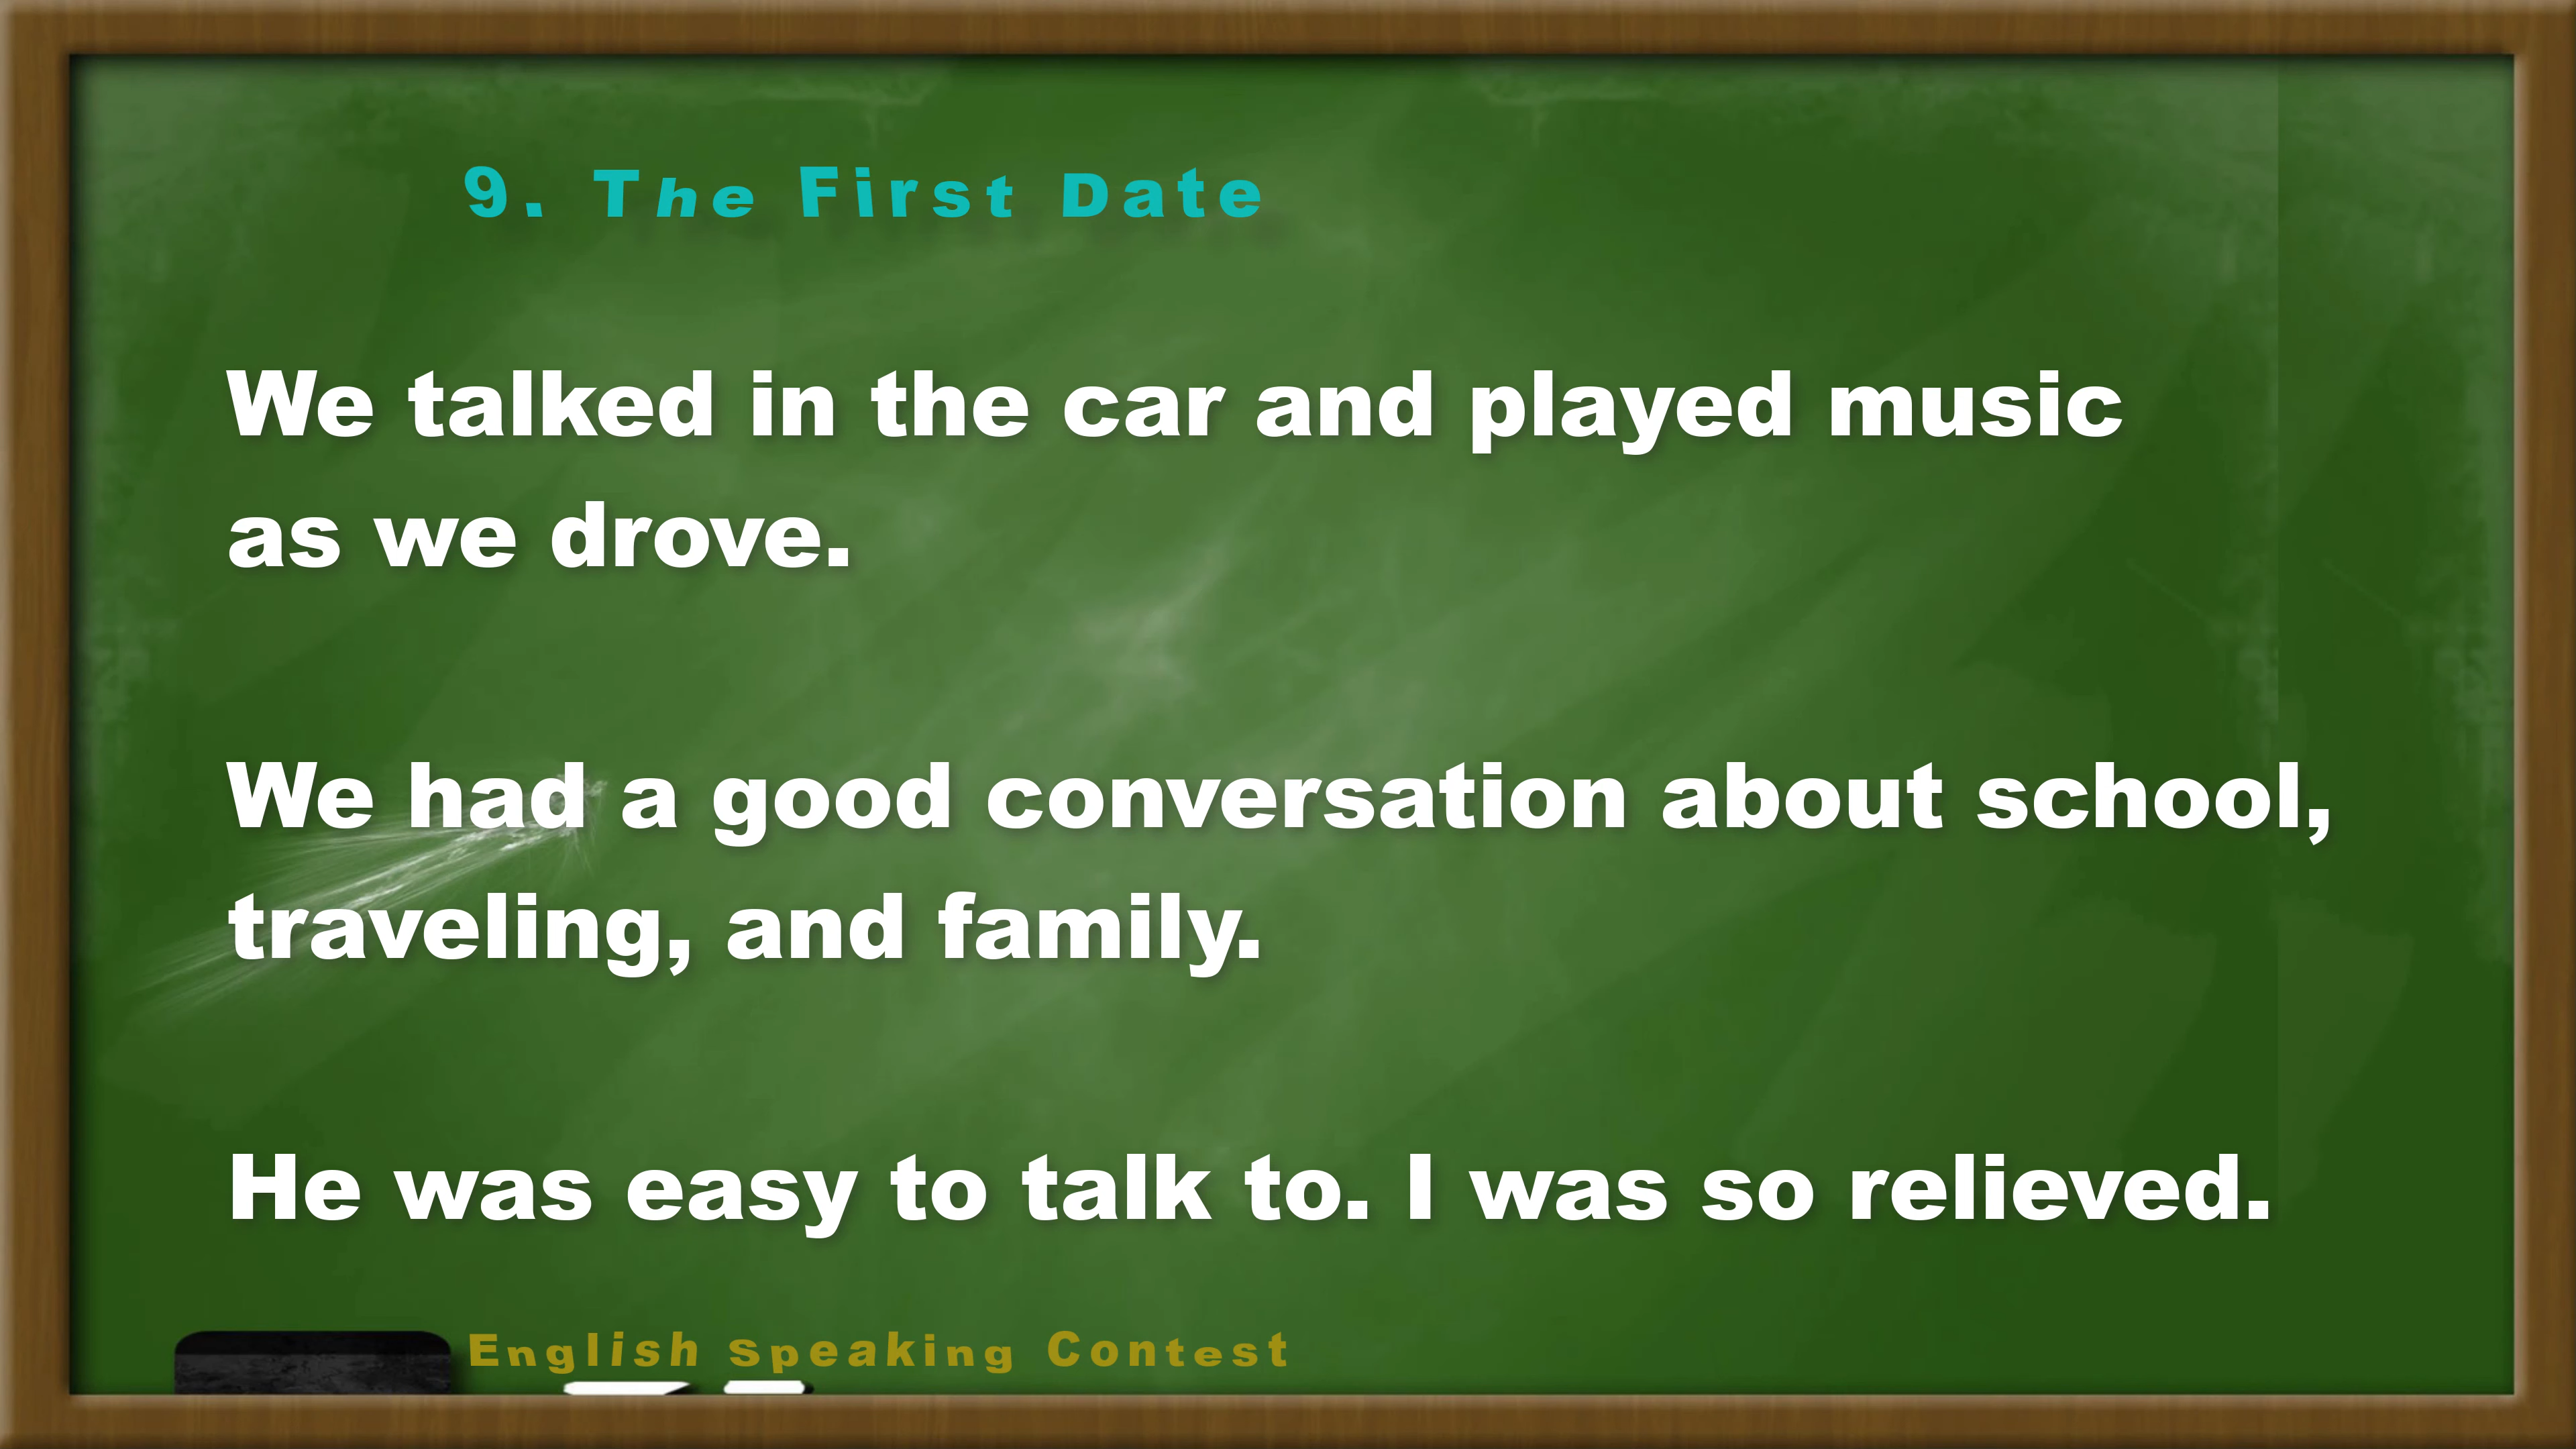 9. The First Date
We talked in the car and played music
as we drove.
We had a good conversation about school,
traveling, and family.
He was easy to talk to. I was so relieved.
English Speaking Contest